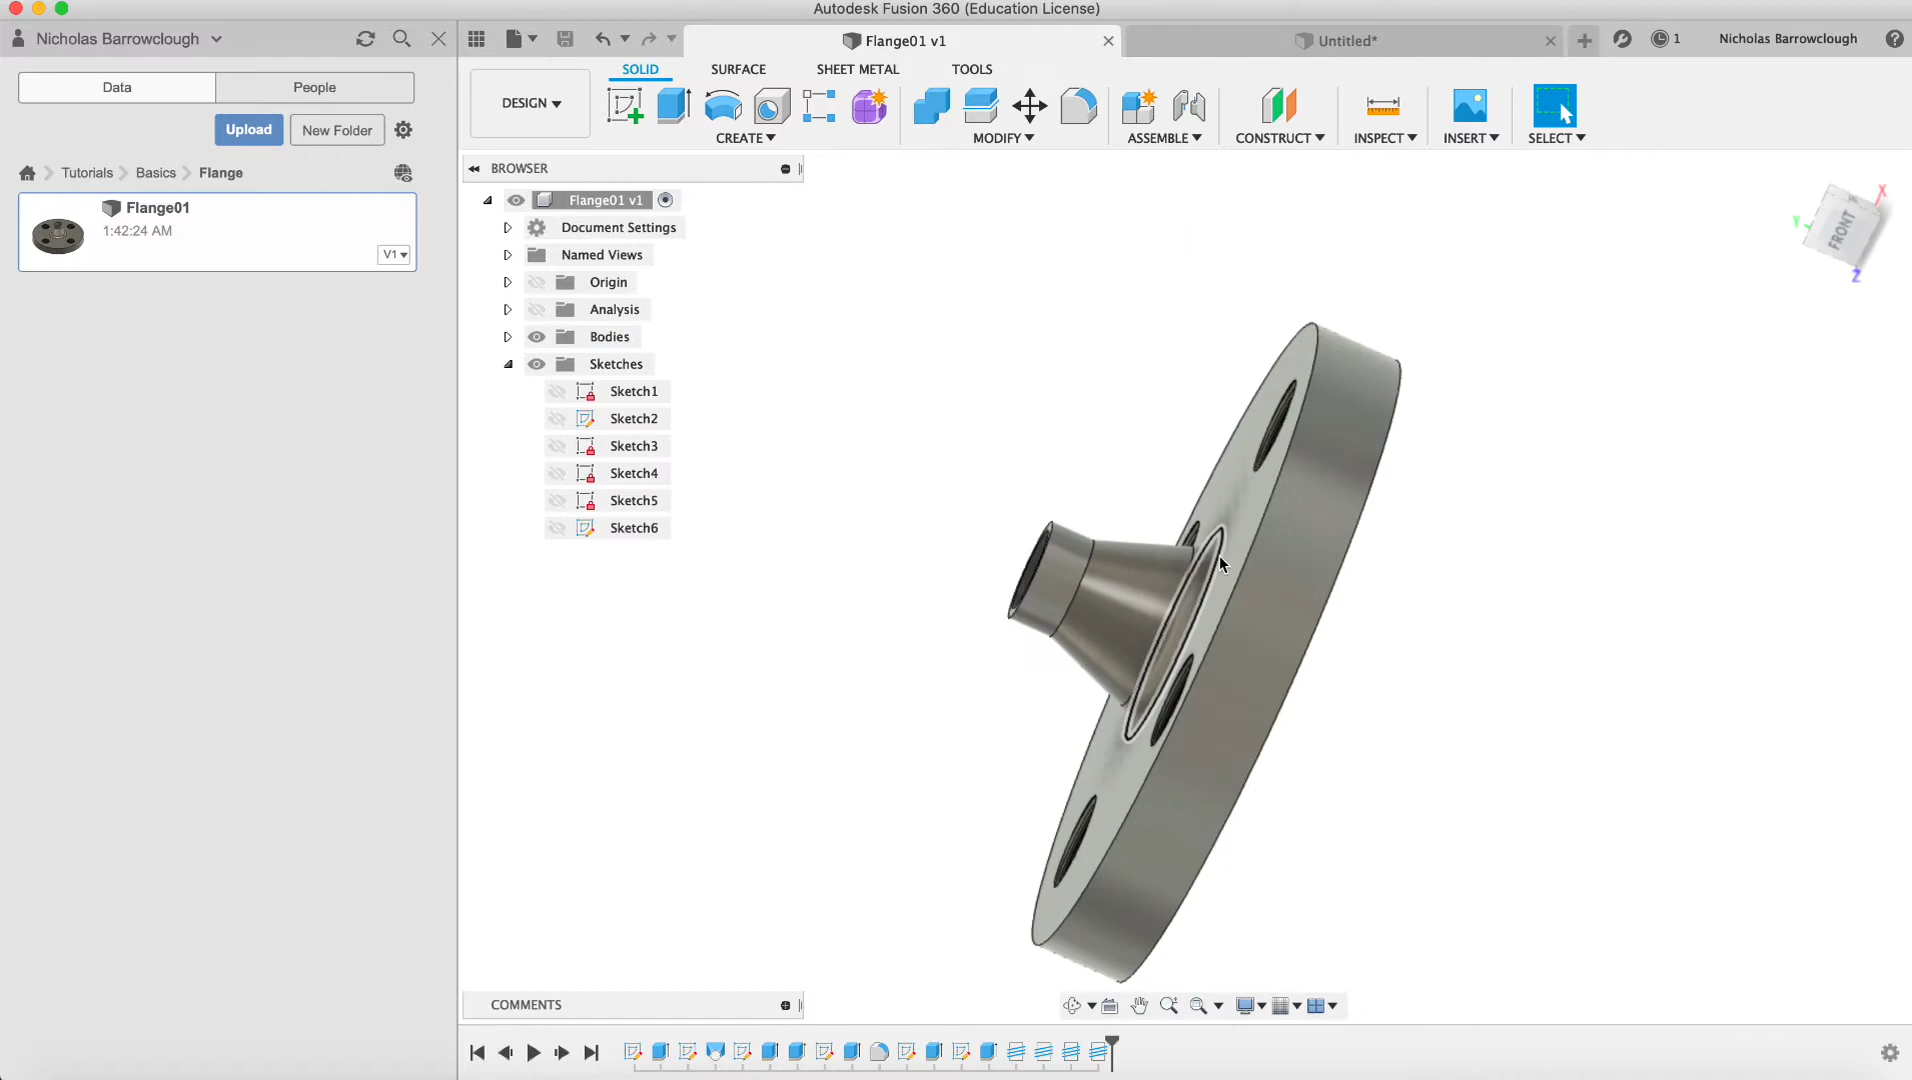 Autodesk Fusion 360 (Education License)
Nicholas Barrowclough
Flange01 v1
Untitled*
1
Nicholas Barrowclough
Data
People
Upload
New Folder
Tutorials
Basics
Flange
Flange01
1:42:24 AM
V1
DESIGN
SOLID
SURFACE
SHEET METAL
TOOLS
CREATE
MODIFY
ASSEMBLE
CONSTRUCT
INSPECT
INSERT
SELECT
BROWSER
Flange01 v1
Document Settings
Named Views
Origin
Analysis
Bodies
Sketches
Sketch1
Sketch2
Sketch3
Sketch4
Sketch5
Sketch6
X
Y
FRONT
Z
COMMENTS